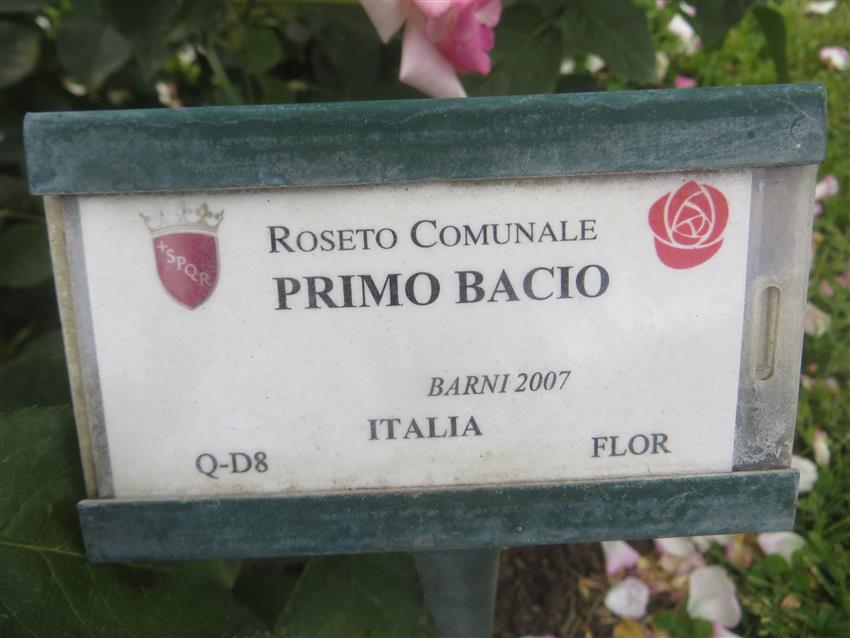 +SPQR
ROSETO COMUNALE
PRIMO BACIO
BARNI 2007
ITALIA
Q-D8
FLOR